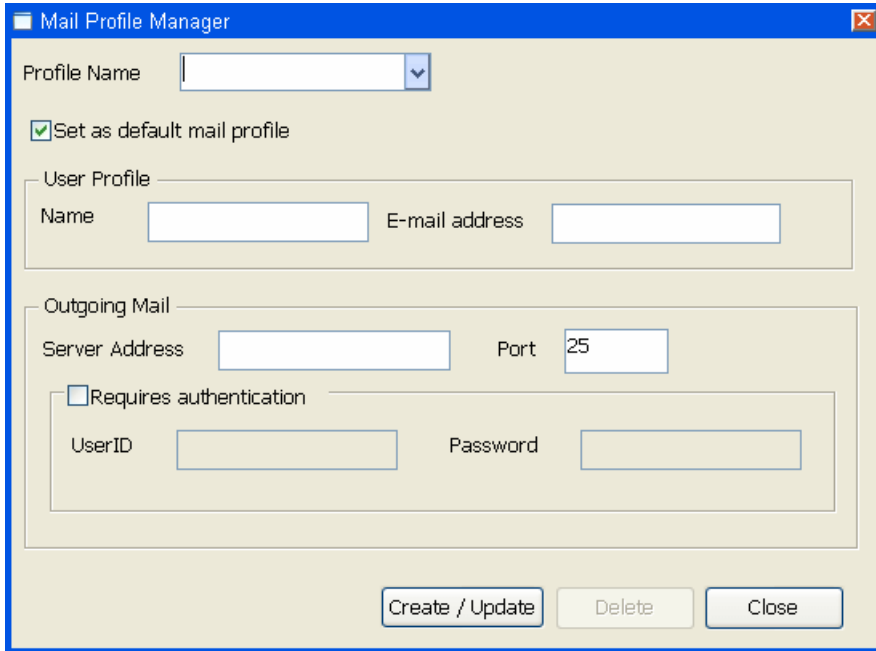 Mail Profile Manager
Profile Name
Set as default mail profile
User Profile
Name E-mail address
Outgoing Mail
Server Address Port 25
Requires authentication
UserID Password
Create / Update Delete Close